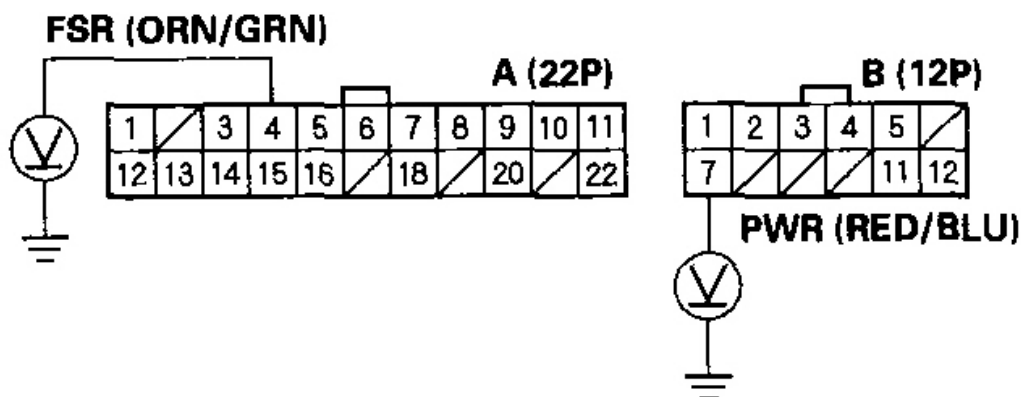 FSR (ORN/GRN)
A (22P)
B (12P)
1 3 4 5 6 7 8 9 10 11
1 2 3 4 5
12 13 14 15 16 18 20 22
7 11 12
PWR (RED/BLU)
V
V